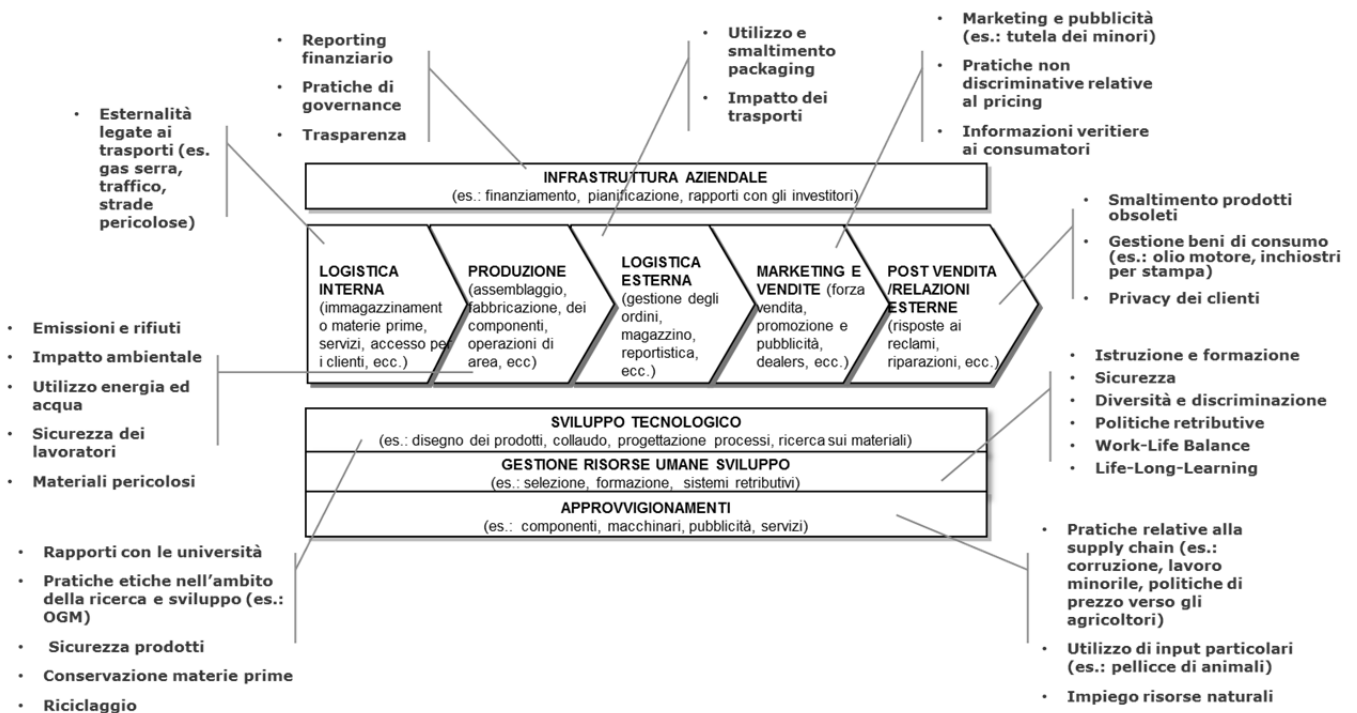 • Reporting
finanziario
• Pratiche di
governance
• Trasparenza
• Utilizzo e
smaltimento
packaging
• Impatto dei
trasporti
• Marketing e pubblicità
(es.: tutela dei minori)
• Pratiche non
discriminative relative
al pricing
• Informazioni veritiere
ai consumatori
• Esternalità
legate ai
trasporti (es.
gas serra,
traffico,
strade
pericolose)
INFRASTRUTTURA AZIENDALE
(es.: finanziamento, pianificazione, rapporti con gli investitori)
• Smaltimento prodotti
obsoleti
• Gestione beni di consumo
(es.: olio motore, inchiostri
per stampa)
• Privacy dei clienti
LOGISTICA
INTERNA
(immagazzinament
o materie prime,
servizi, accesso per
i clienti, ecc.)
PRODUZIONE
(assemblaggio,
fabbricazione, dei
componenti,
operazioni di
area, ecc)
LOGISTICA
ESTERNA
(gestione degli
ordini,
magazzino,
reportistica,
ecc.)
MARKETING E
VENDITE (forza
vendita,
promozione e
pubblicità,
dealers, ecc.)
POST VENDITA
/RELAZIONI
ESTERNE
(risposte ai
reclami,
riparazioni, ecc.)
• Emissioni e rifiuti
• Impatto ambientale
• Utilizzo energia ed
acqua
• Sicurezza dei
lavoratori
• Materiali pericolosi
• Istruzione e formazione
• Sicurezza
• Diversità e discriminazione
• Politiche retributive
• Work-Life Balance
• Life-Long-Learning
SVILUPPO TECNOLOGICO
(es.: disegno dei prodotti, collaudo, progettazione processi, ricerca sui materiali)
GESTIONE RISORSE UMANE SVILUPPO
(es.: selezione, formazione, sistemi retributivi)
APPROVVIGIONAMENTI
(es.: componenti, macchinari, pubblicità, servizi)
• Rapporti con le università
• Pratiche etiche nell'ambito
della ricerca e sviluppo (es.:
OGM)
• Sicurezza prodotti
• Conservazione materie prime
• Riciclaggio
• Pratiche relative alla
supply chain (es.:
corruzione, lavoro
minorile, politiche di
prezzo verso gli
agricoltori)
• Utilizzo di input particolari
(es.: pellicce di animali)
• Impiego risorse naturali